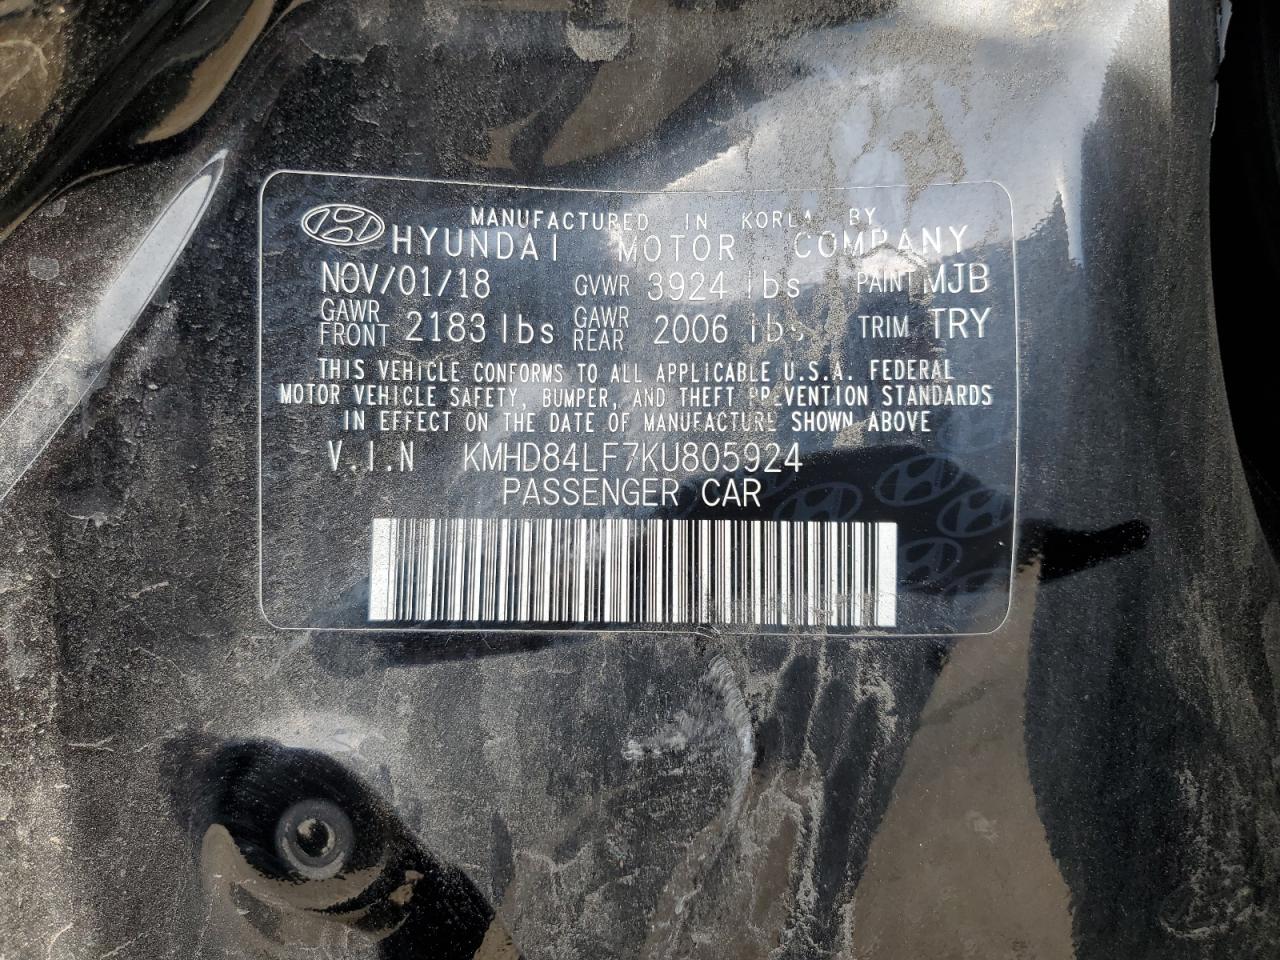 MANUFACTURED IN KOREA BY
HYUNDAI MOTOR COMPANY
NOV/01/18 GVWR 3924 lbs PAINT MJB
GAWR FRONT 2183 lbs GAWR REAR 2006 lbs TRIM TRY
THIS VEHICLE CONFORMS TO ALL APPLICABLE U.S.A. FEDERAL
MOTOR VEHICLE SAFETY, BUMPER, AND THEFT PREVENTION STANDARDS
IN EFFECT ON THE DATE OF MANUFACTURE SHOWN ABOVE
V.I.N KMHD84LF7KU805924
PASSENGER CAR